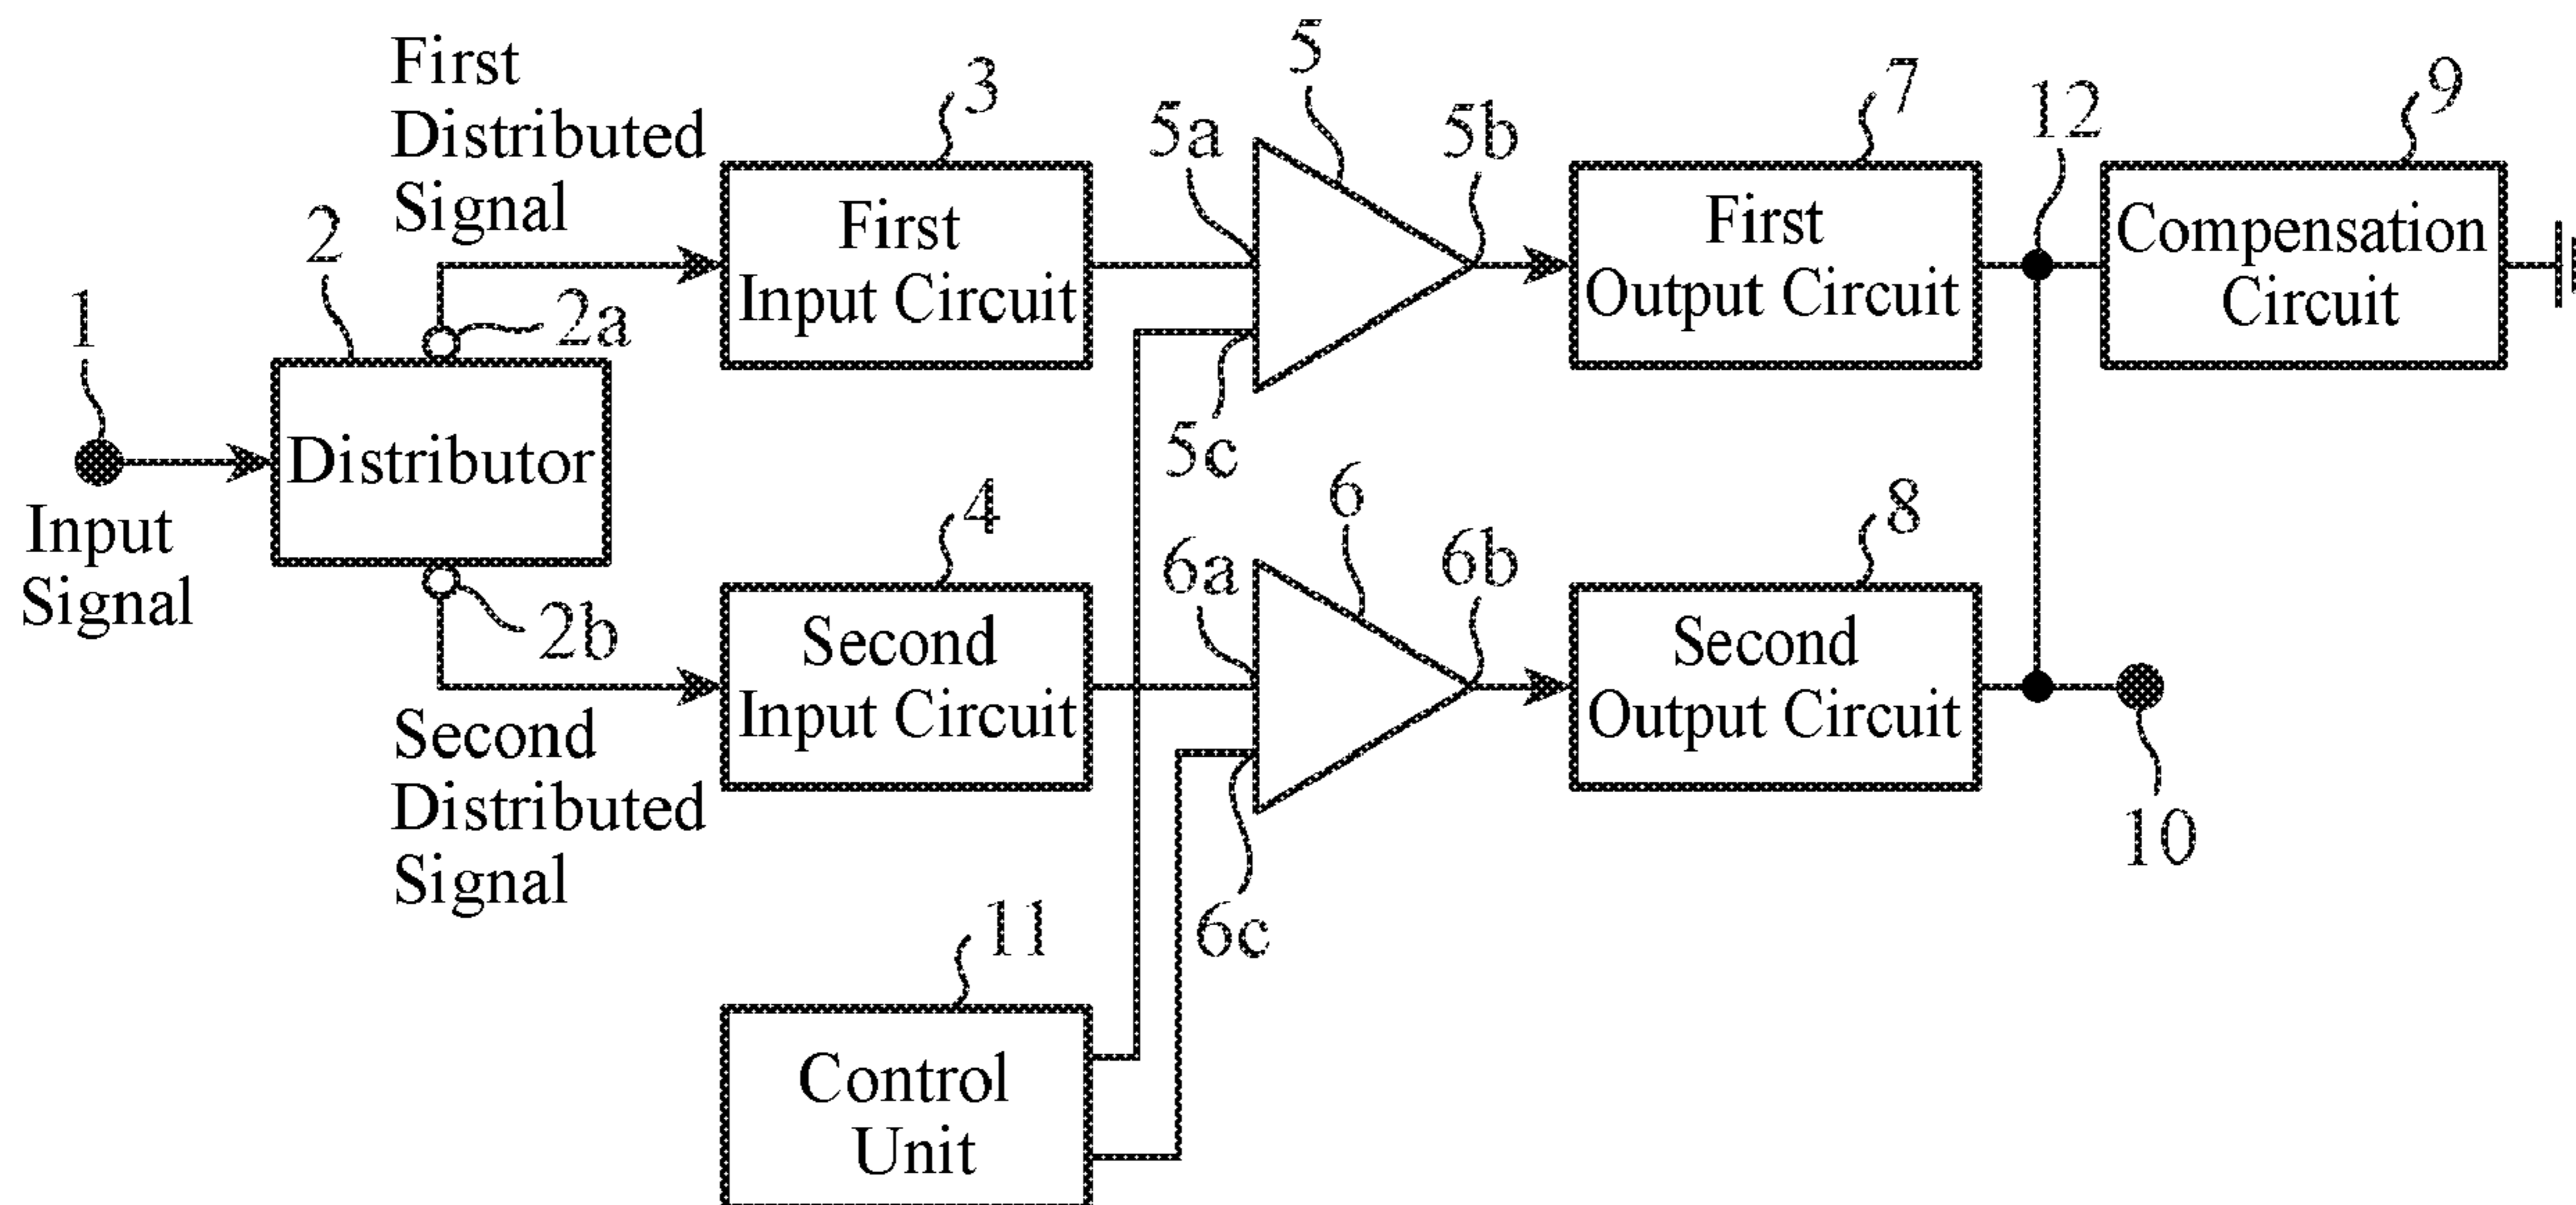 First
Distributed
Signal
3
5
5a
5b
7
12
9
2
2a
First
Input Circuit
First
Output Circuit
Compensation
Circuit
1
Distributor
Input
Signal
5c
4
6
6a
6b
8
2b
Second
Input Circuit
Second
Output Circuit
Second
Distributed
Signal
10
6c
11
Control
Unit